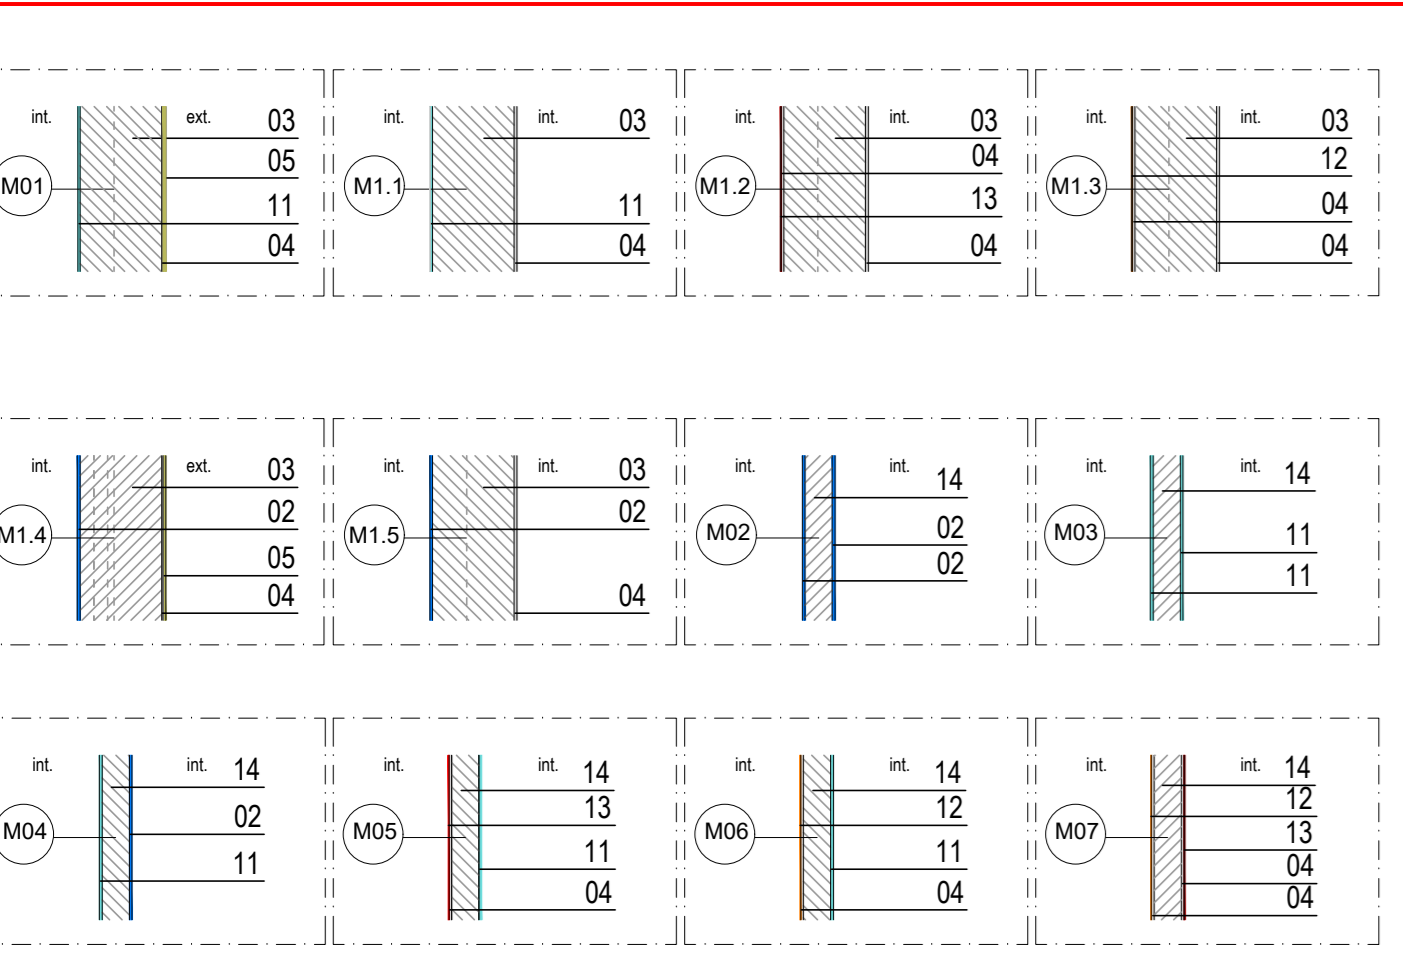 int. ext. 03
05
M01
11
04
int. int. 03
M1.1
11
04
int. int. 03
04
M1.2
13
04
int. int. 03
12
M1.3
04
04
int. ext. 03
02
M1.4
05
04
int. int. 03
02
M1.5
04
int. int. 14
02
M02
02
int. int. 14
M03
11
11
int. int. 14
02
M04
11
int. int. 14
13
M05
11
04
int. int. 14
12
M06
11
04
int. int. 14
12
M07
13
04
04